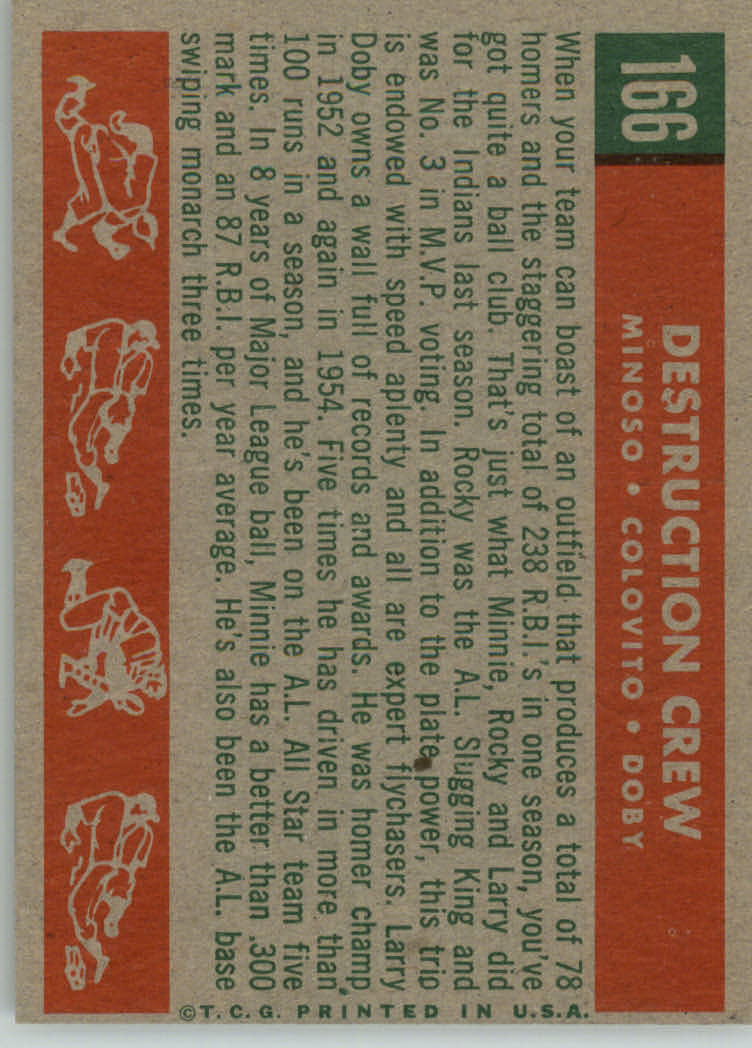 166
DESTRUCTION CREW
MINOSO • COLOVITO • DOBY
When your team can boast of an outfield that produces a total of 78
homers and the staggering total of 238 R.B.I.'s in one season, you've
got quite a ball club. That's just what Minnie, Rocky and Larry did
for the Indians last season. Rocky was the A.L. Slugging King and
was No. 3 in M.V.P. voting. In addition to the plate power, this trio
is endowed with speed aplenty and all are expert flychasers. Larry
Doby owns a wall full of records and awards. He was homer champ
in 1952 and again in 1954. Five times he has driven in more than
100 runs in a season, and he's been on the A.L. All Star team five
times. In 8 years of Major League ball, Minnie has a better than .300
mark and an 87 R.B.I. per year average. He's also been the A.L. base
swiping monarch three times.
©T.C.G. PRINTED IN U.S.A.